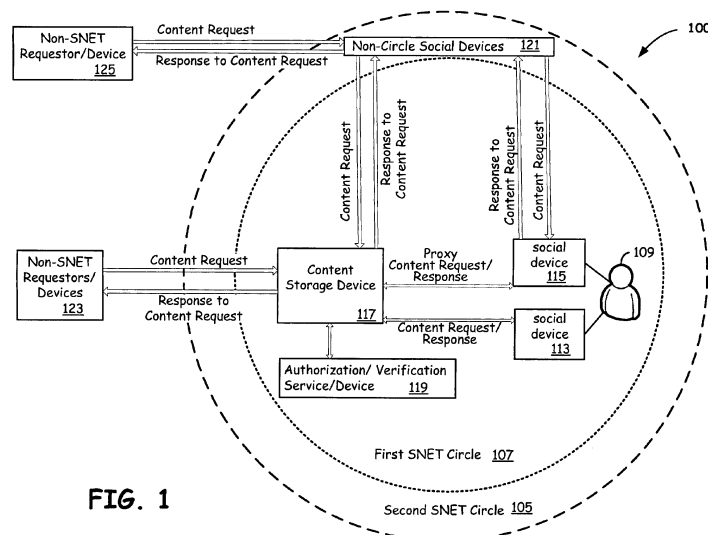 Non-SNET
Requestor/Device
125
Content Request
Response to Content Request
Non-Circle Social Devices 121
100
Content Request
Response to
Content Request
Response to
Content Request
Content Request
Non-SNET
Requestors/
Devices
123
Content Request
Response to
Content Request
Content
Storage Device
117
Proxy
Content Request/
Response
Content Request/
Response
social
device
115
109
social
device
113
Authorization/ Verification
Service/Device 119
First SNET Circle 107
Second SNET Circle 105
FIG. 1